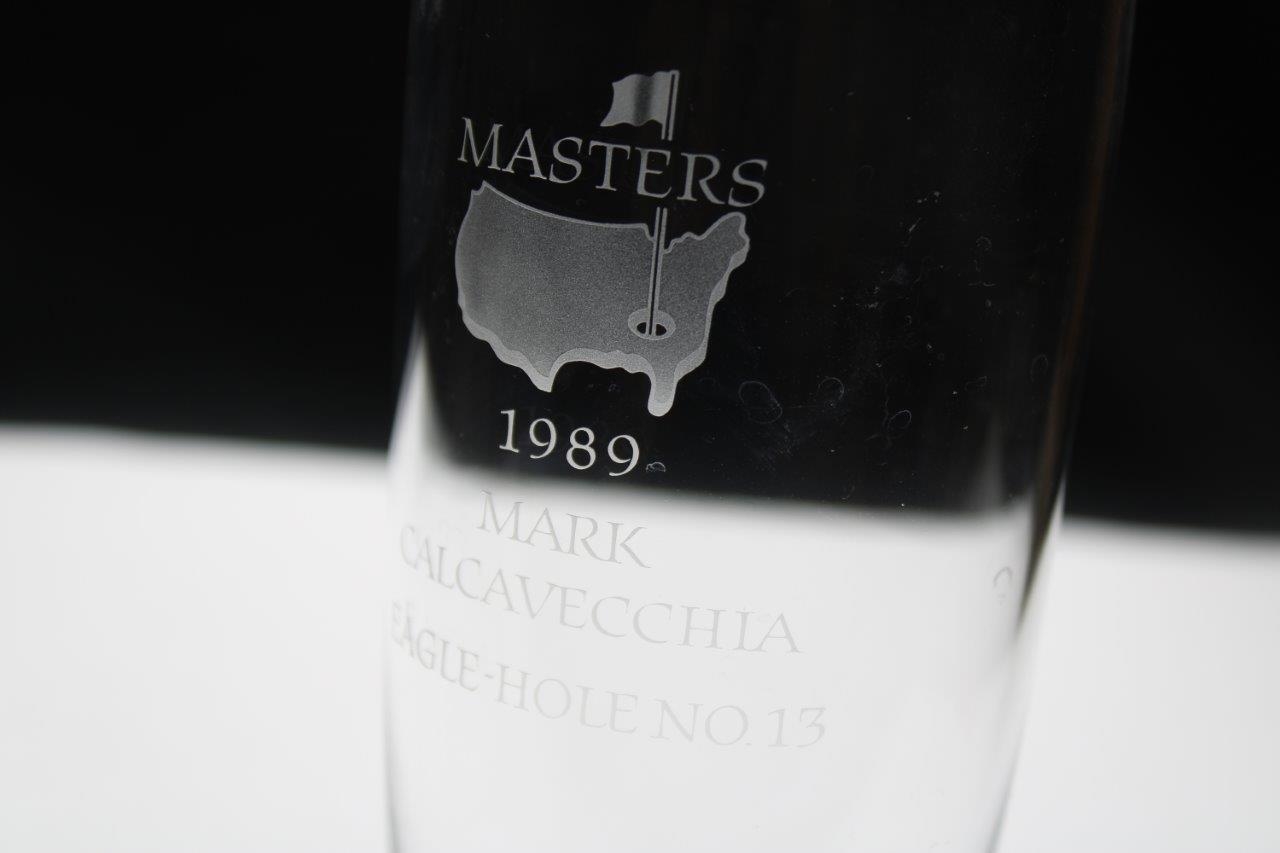 MASTERS
1989
MARK
CALCAVECCHIA
EAGLE-HOLE NO. 13